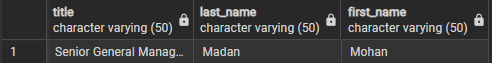 title last_name first_name
character varying (50) character varying (50) character varying (50)
1 Senior General Manag... Madan Mohan